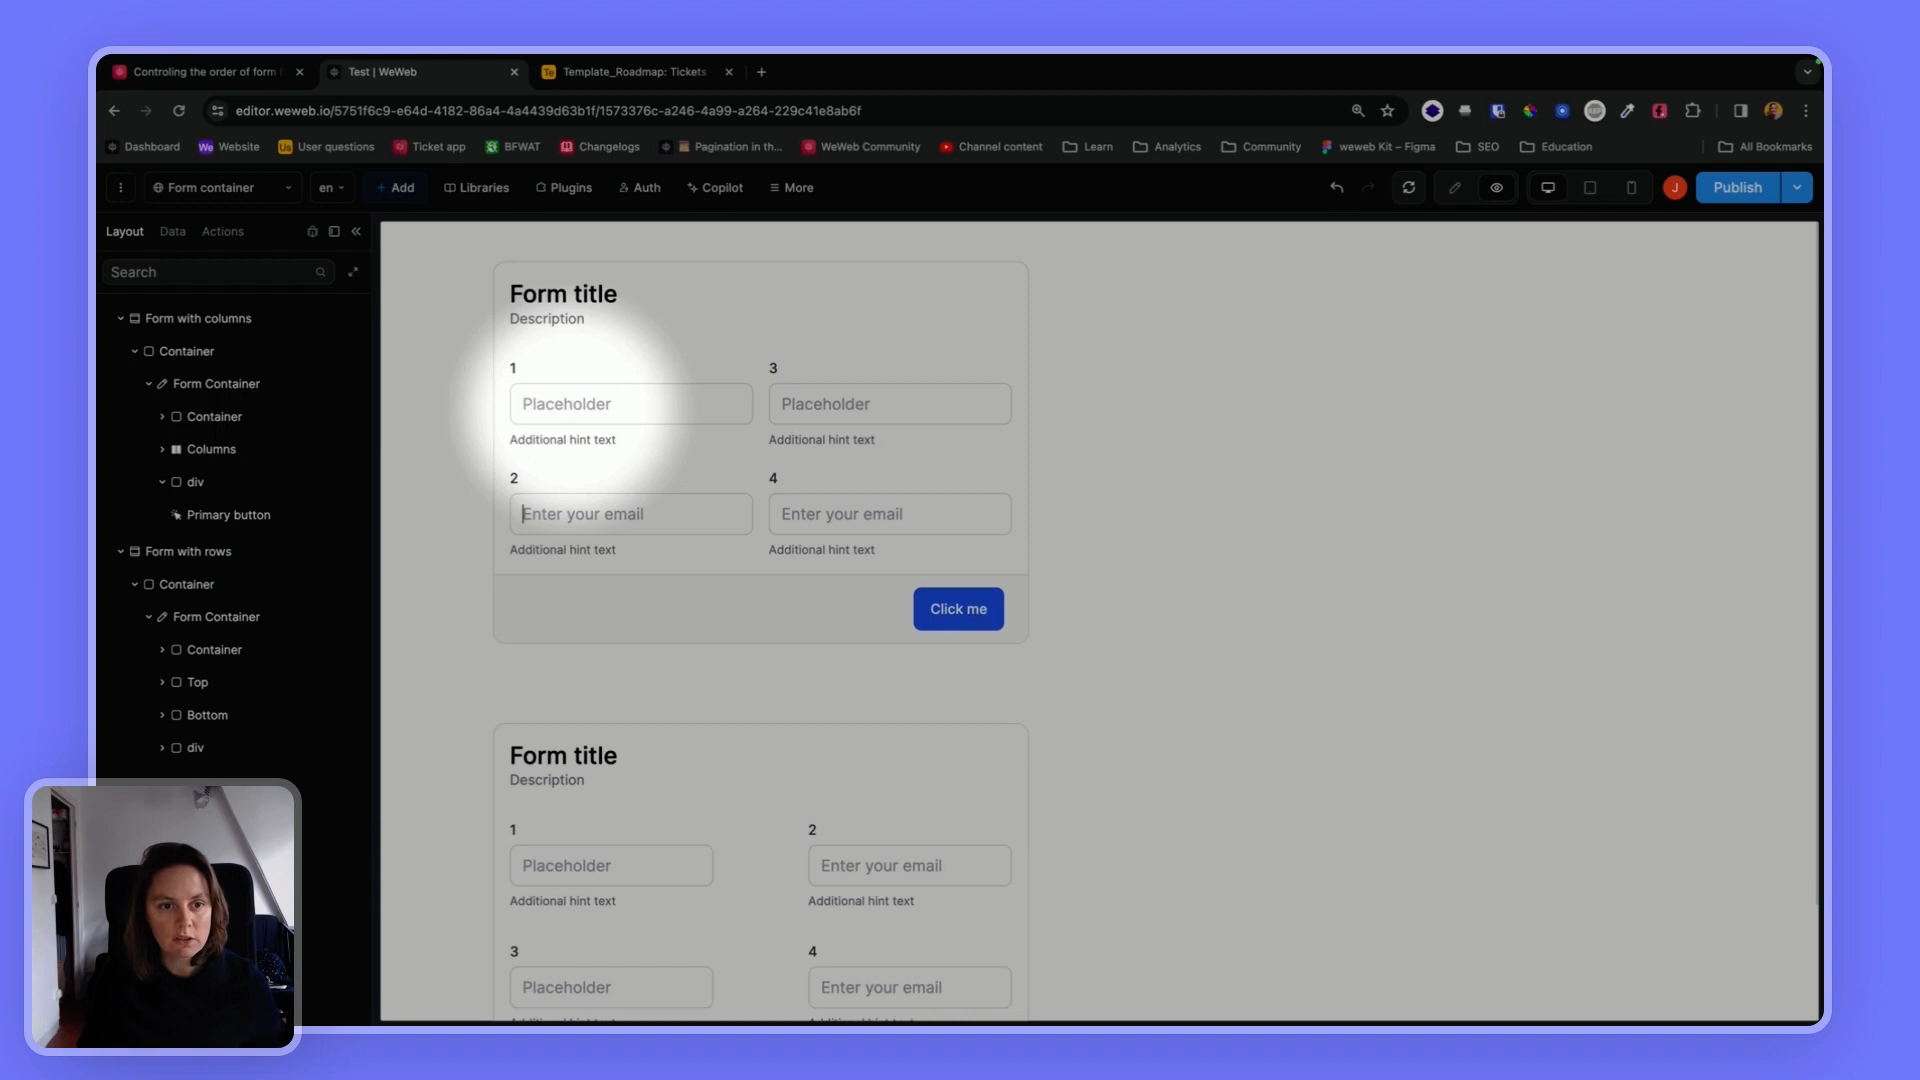 Controling the order of form
Test | WeWeb
Te
Template_Roadmap: Tickets
editor.weweb.io/5751f6c9-e64d-4182-86a4-4a4439d63b1f/1573376c-a246-4a99-a264-229c41e8ab6f
Dashboard
We Website
Us User questions
Ticket app
BFWAT
Changelogs
Pagination in th...
WeWeb Community
Channel content
Learn
Analytics
Community
weweb Kit – Figma
SEO
Education
All Bookmarks
Form container
en
+ Add
Libraries
Plugins
Auth
Copilot
More
J
Publish
Layout
Data
Actions
Search
Form with columns
Container
Form Container
Container
Columns
div
Primary button
Form with rows
Container
Form Container
Container
Top
Bottom
div
Form title
Description
1
3
Placeholder
Placeholder
Additional hint text
Additional hint text
2
4
Enter your email
Enter your email
Additional hint text
Additional hint text
Click me
Form title
Description
1
2
Placeholder
Enter your email
Additional hint text
Additional hint text
3
4
Placeholder
Enter your email